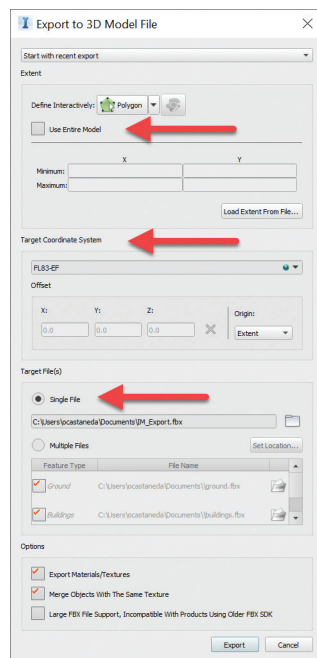 Export to 3D Model File
Start with recent export
Extent
Define Interactively: Polygon
Use Entire Model
X Y
Minimum:
Maximum:
Load Extent From File...
Target Coordinate System
FL83-EF
Offset
X: Y: Z: Origin:
0.0 0.0 0.0 Extent
Target File(s)
Single File
C:\Users\pcastaneda\Documents\IM_Export.fbx
Multiple Files Set Location...
Feature Type File Name
Ground C:\Users\pcastaneda\Documents\\ground.fbx
Buildings C:\Users\pcastaneda\Documents\\buildings.fbx
Options
Export Materials/Textures
Merge Objects With The Same Texture
Large FBX File Support, Incompatible With Products Using Older FBX SDK
Export Cancel